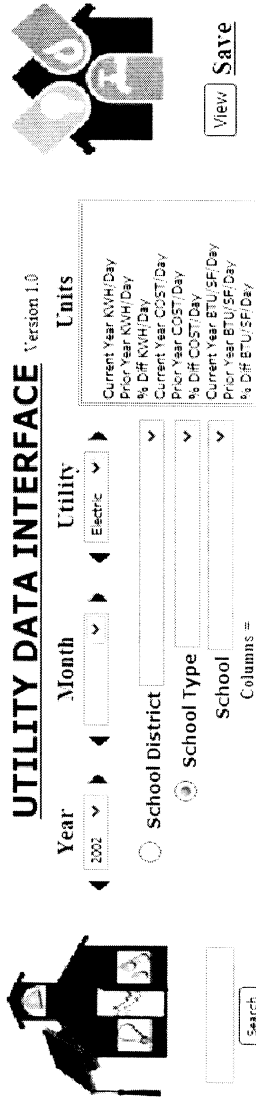 UTILITY DATA INTERFACE Version 1.0
Year Month Utility Units
2002 Electric
Current Year KWH/Day
Prior Year KWH/Day
% Diff KWH/Day
Current Year COST/Day
Prior Year COST/Day
% Diff COST/Day
Current Year BTU/SF/Day
Prior Year BTU/SF/Day
% Diff BTU/SF/Day
School District
School Type
School
Columns =
Search
View Save